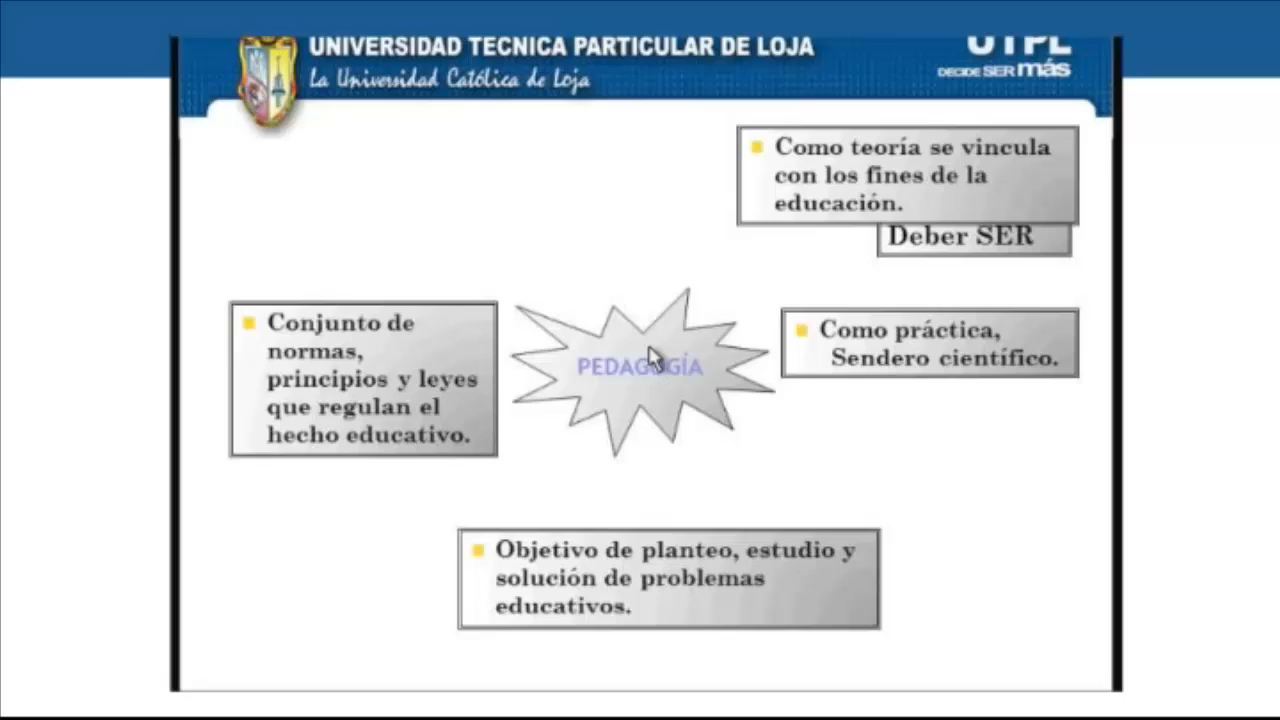 UNIVERSIDAD TECNICA PARTICULAR DE LOJA
La Universidad Católica de Loja
UTPL
DECIDE SER más
Como teoría se vincula
con los fines de la
educación.
Deber SER
Conjunto de
normas,
principios y leyes
que regulan el
hecho educativo.
PEDAGOGÍA
Como práctica,
Sendero científico.
Objetivo de planteo, estudio y
solución de problemas
educativos.